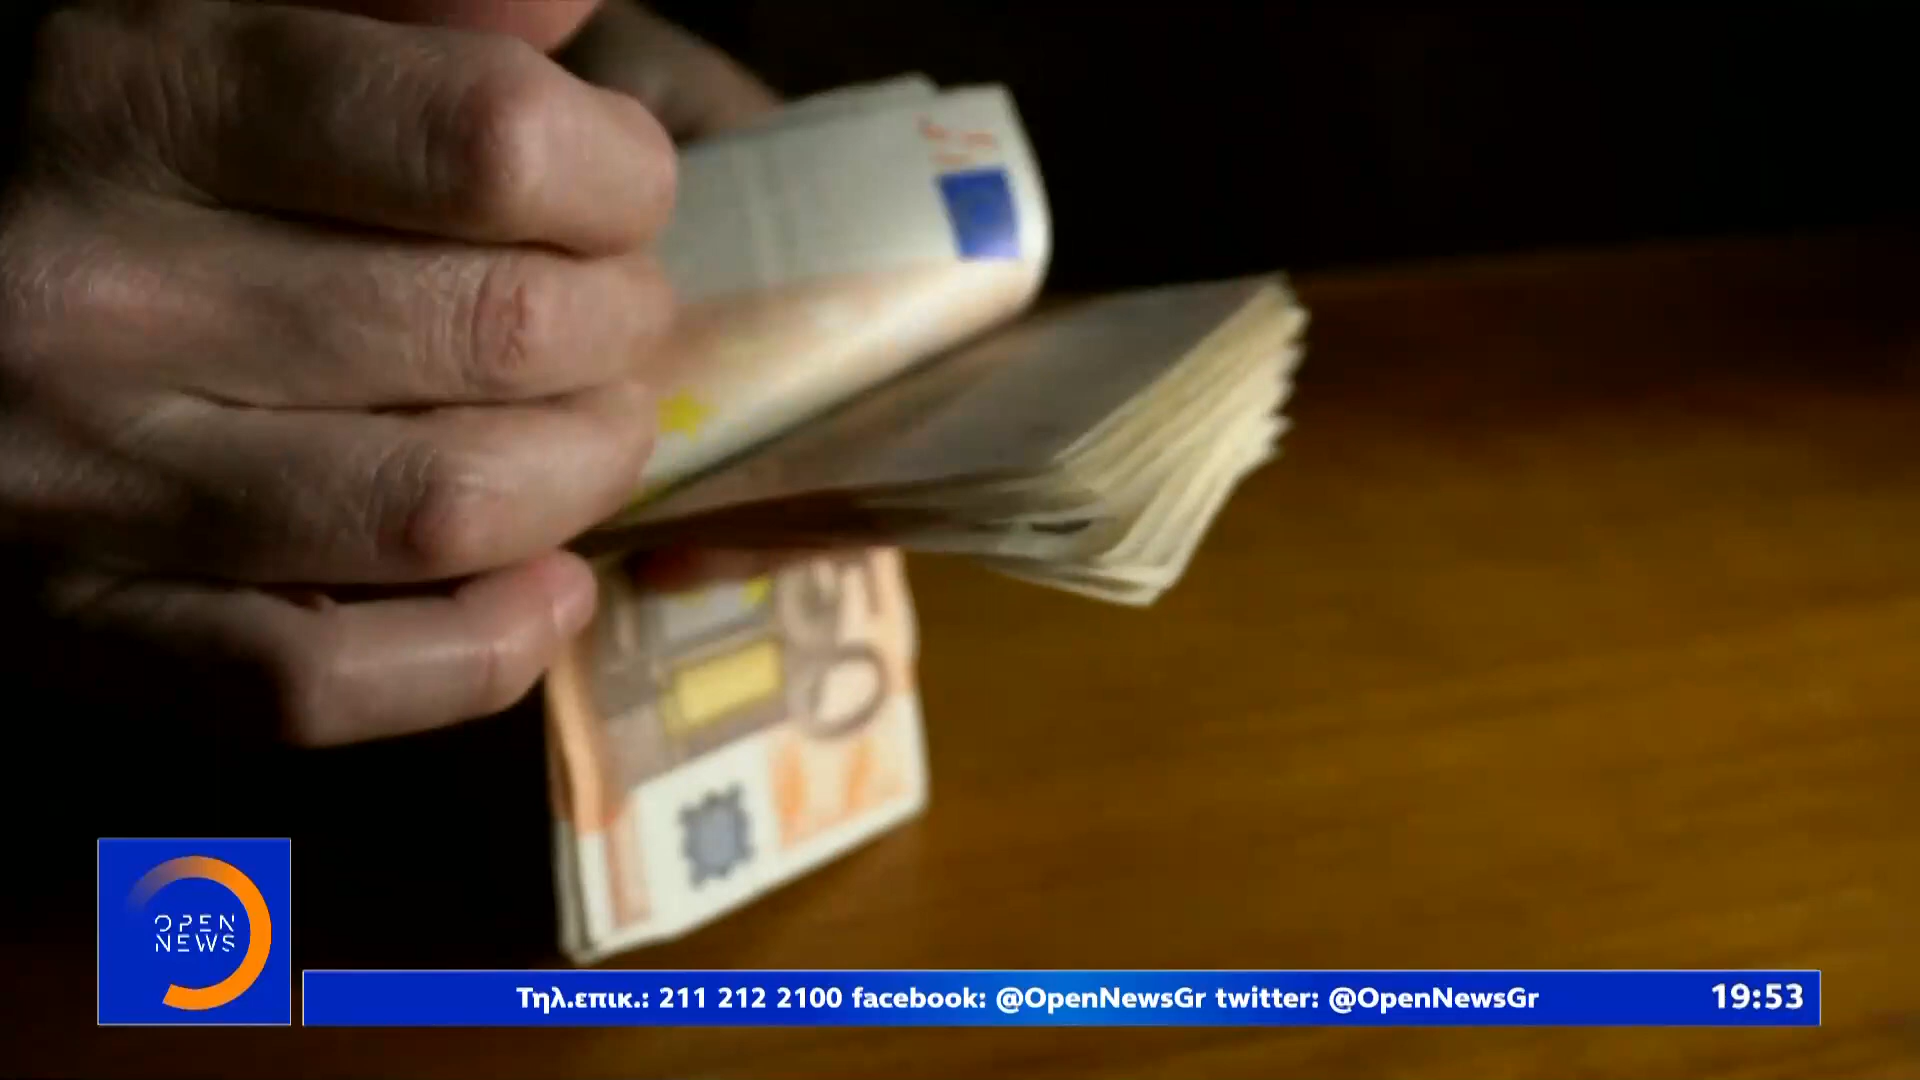 OPEN
NEWS
Τηλ.επικ.: 211 212 2100 facebook: @OpenNewsGr twitter: @OpenNewsGr
19:53